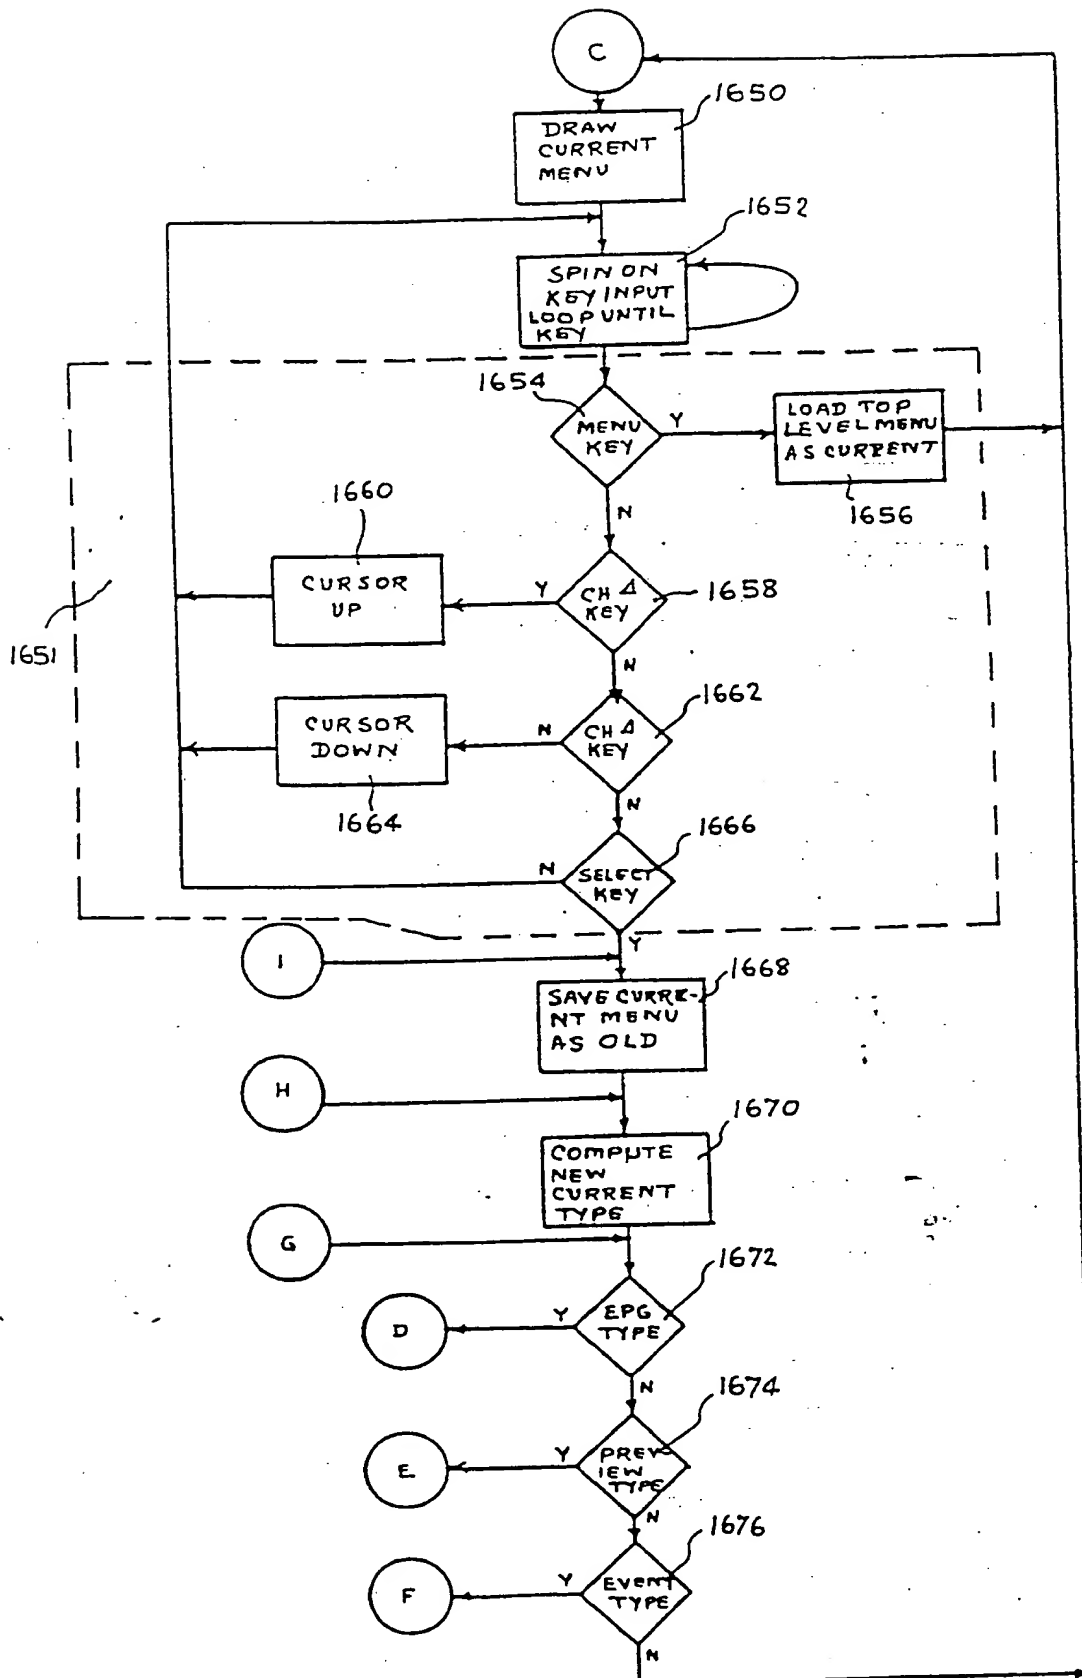 C
1650
DRAW
CURRENT
MENU
1652
SPIN ON
KEY INPUT
LOOP UNTIL
KEY
1654
MENU
KEY
Y
LOAD TOP
LEVEL MENU
AS CURRENT
1656
N
1660
CURSOR
UP
Y
CH Δ
KEY
1658
1651
N
1662
CURSOR
DOWN
N
CH Δ
KEY
1664
N
1666
N
SELECT
KEY
Y
I
1668
SAVE CURRE-
NT MENU
AS OLD
H
1670
COMPUTE
NEW
CURRENT
TYPE
G
1672
D
Y
EPG
TYPE
N
1674
E
Y
PREV
IEW
TYPE
N
1676
F
Y
EVENT
TYPE
N